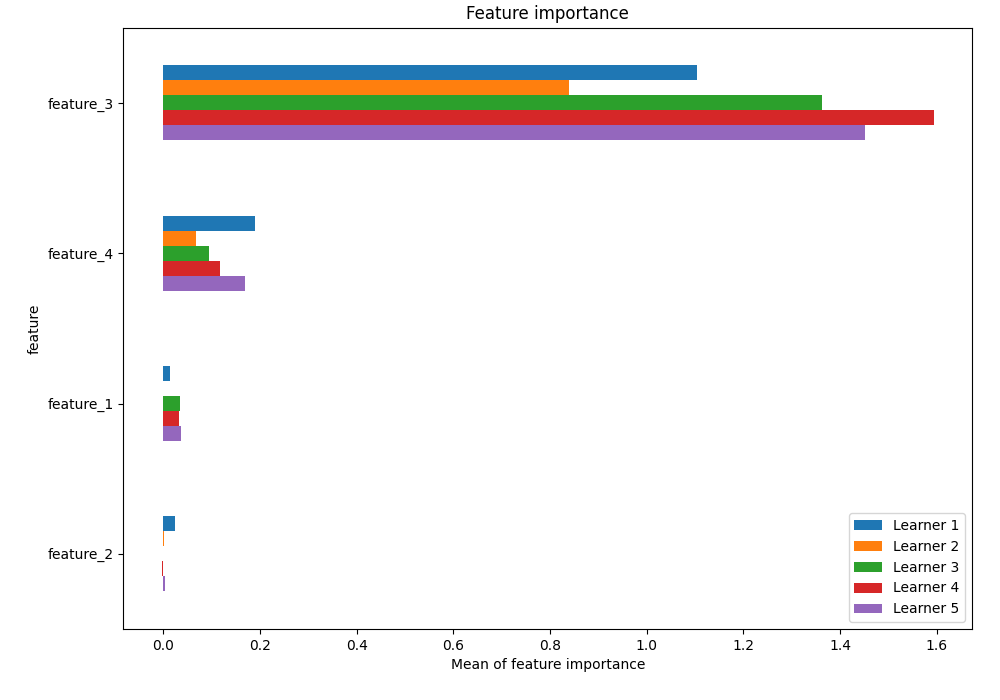 Feature importance
feature_3
feature_4
feature_1
feature_2
feature
0.0 0.2 0.4 0.6 0.8 1.0 1.2 1.4 1.6
Mean of feature importance
Learner 1
Learner 2
Learner 3
Learner 4
Learner 5